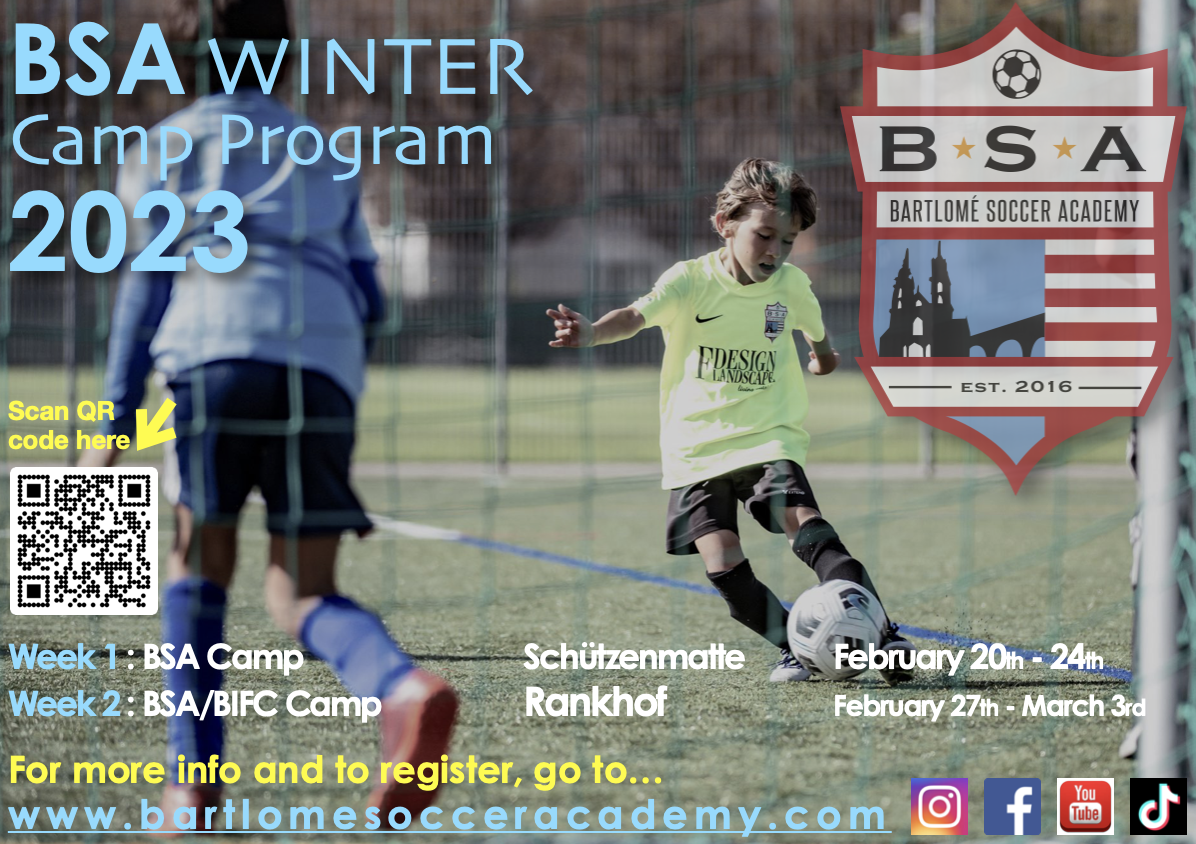 BSA WINTER
Camp Program
2023
B ★ S ★ A
BARTLOMÉ SOCCER ACADEMY
EST. 2016
BSA
F DESIGN
LANDSCAPE
Scan QR
code here
Week 1 : BSA Camp Schützenmatte February 20th - 24th
Week 2 : BSA/BIFC Camp Rankhof February 27th - March 3rd
For more info and to register, go to...
www.bartlomesocceracademy.com
You
Tube